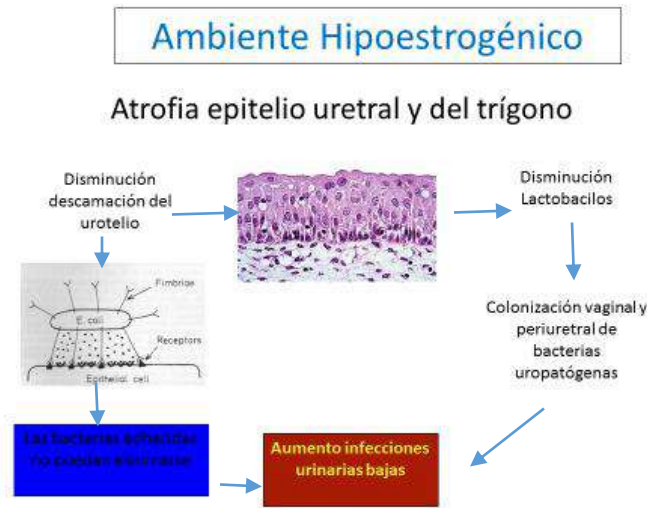 Ambiente Hipoestrogénico
Atrofia epitelio uretral y del trígono
Disminución
descamación del
urotelio
Disminución
Lactobacilos
Fimbriae
E. coli
Receptors
Epithelial cell
Colonización vaginal y
periuretral de
bacterias
uropatógenas
Las bacterias adheridas
no pueden eliminarse
Aumento infecciones
urinarias bajas